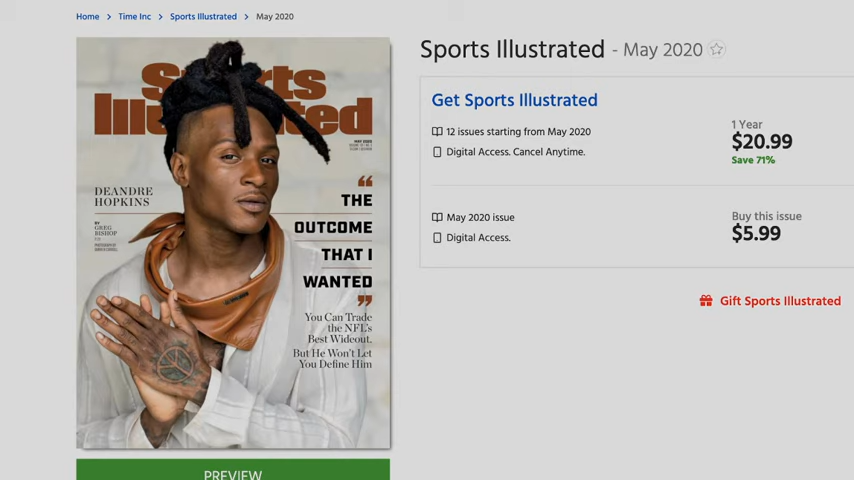 Home > Time Inc > Sports Illustrated > May 2020
Sports Illustrated
MAY 2020
DEANDRE
HOPKINS
BY
GREG
BISHOP
“
THE
OUTCOME
THAT I
WANTED
”
You Can Trade
the NFL's
Best Wideout.
But He Won't Let
You Define Him
PREVIEW
Sports Illustrated - May 2020
Get Sports Illustrated
12 issues starting from May 2020
Digital Access. Cancel Anytime.
1 Year
$20.99
Save 71%
May 2020 issue
Digital Access.
Buy this issue
$5.99
Gift Sports Illustrated